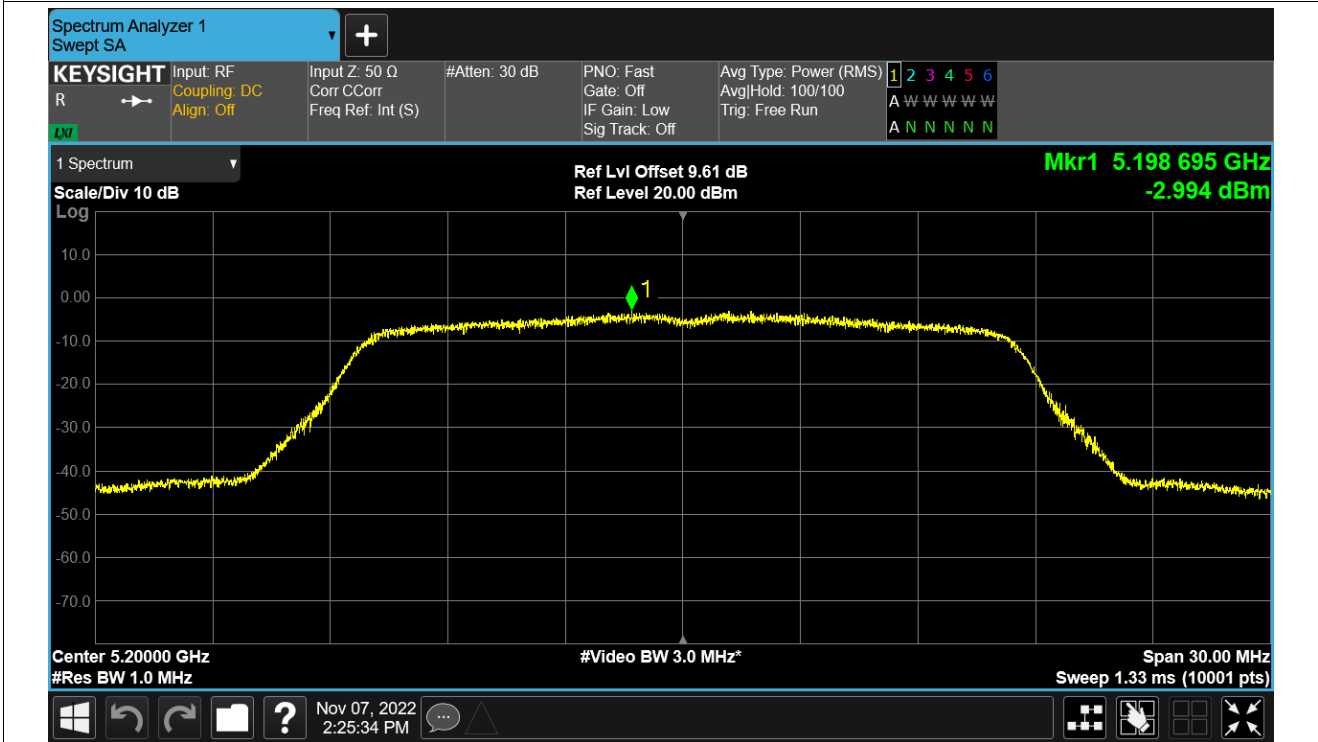 Spectrum Analyzer 1
Swept SA
+
KEYSIGHT Input: RF Input Z: 50 Ω #Atten: 30 dB PNO: Fast Avg Type: Power (RMS) 1 2 3 4 5 6
R Coupling: DC Corr CCorr Gate: Off Avg|Hold: 100/100 A W W W W W
Align: Off Freq Ref: Int (S) IF Gain: Low Trig: Free Run
LXI Sig Track: Off A N N N N N
1 Spectrum Ref Lvl Offset 9.61 dB Mkr1 5.198 695 GHz
Scale/Div 10 dB Ref Level 20.00 dBm -2.994 dBm
Log
10.0
0.00
1
-10.0
-20.0
-30.0
-40.0
-50.0
-60.0
-70.0
Center 5.20000 GHz #Video BW 3.0 MHz* Span 30.00 MHz
#Res BW 1.0 MHz Sweep 1.33 ms (10001 pts)
? Nov 07, 2022
2:25:34 PM